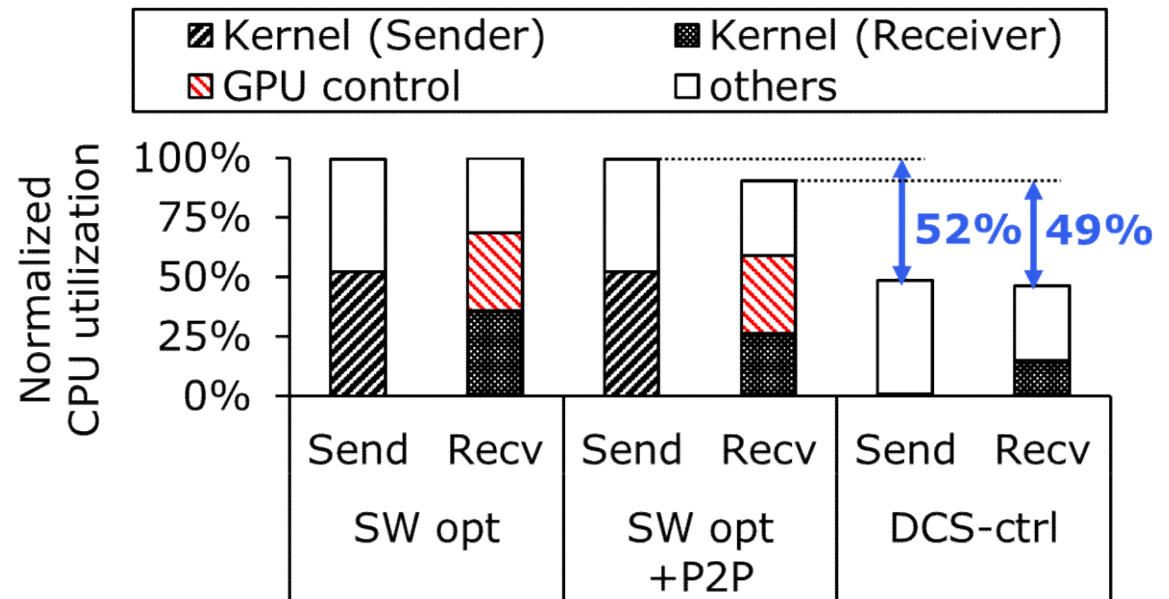 Kernel (Sender) Kernel (Receiver)
GPU control others
Normalized
CPU utilization
100%
75%
50%
25%
0%
52% 49%
Send Recv Send Recv Send Recv
SW opt SW opt DCS-ctrl
+P2P